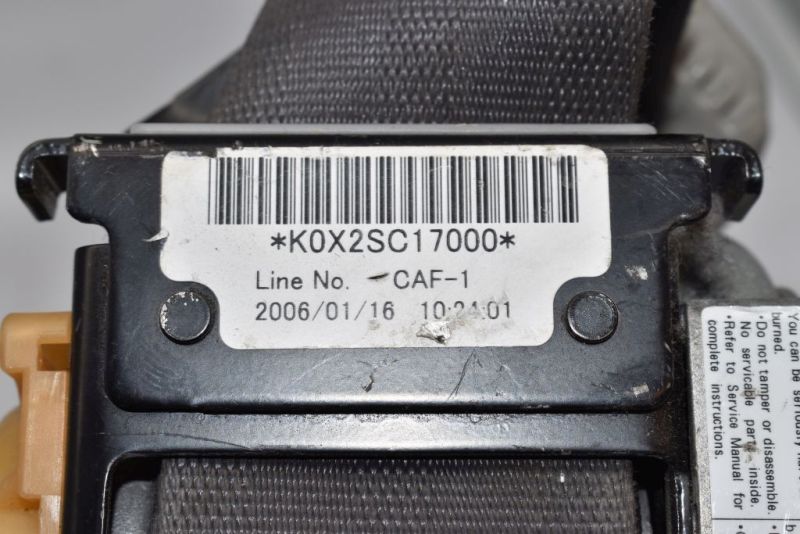 *K0X2SC17000*
Line No. CAF-1
2006/01/16 10:24:01
You can be seriously
burned.
•Do not tamper or disassemble.
No servicable parts inside.
•Refer to Service Manual for
complete instructions.